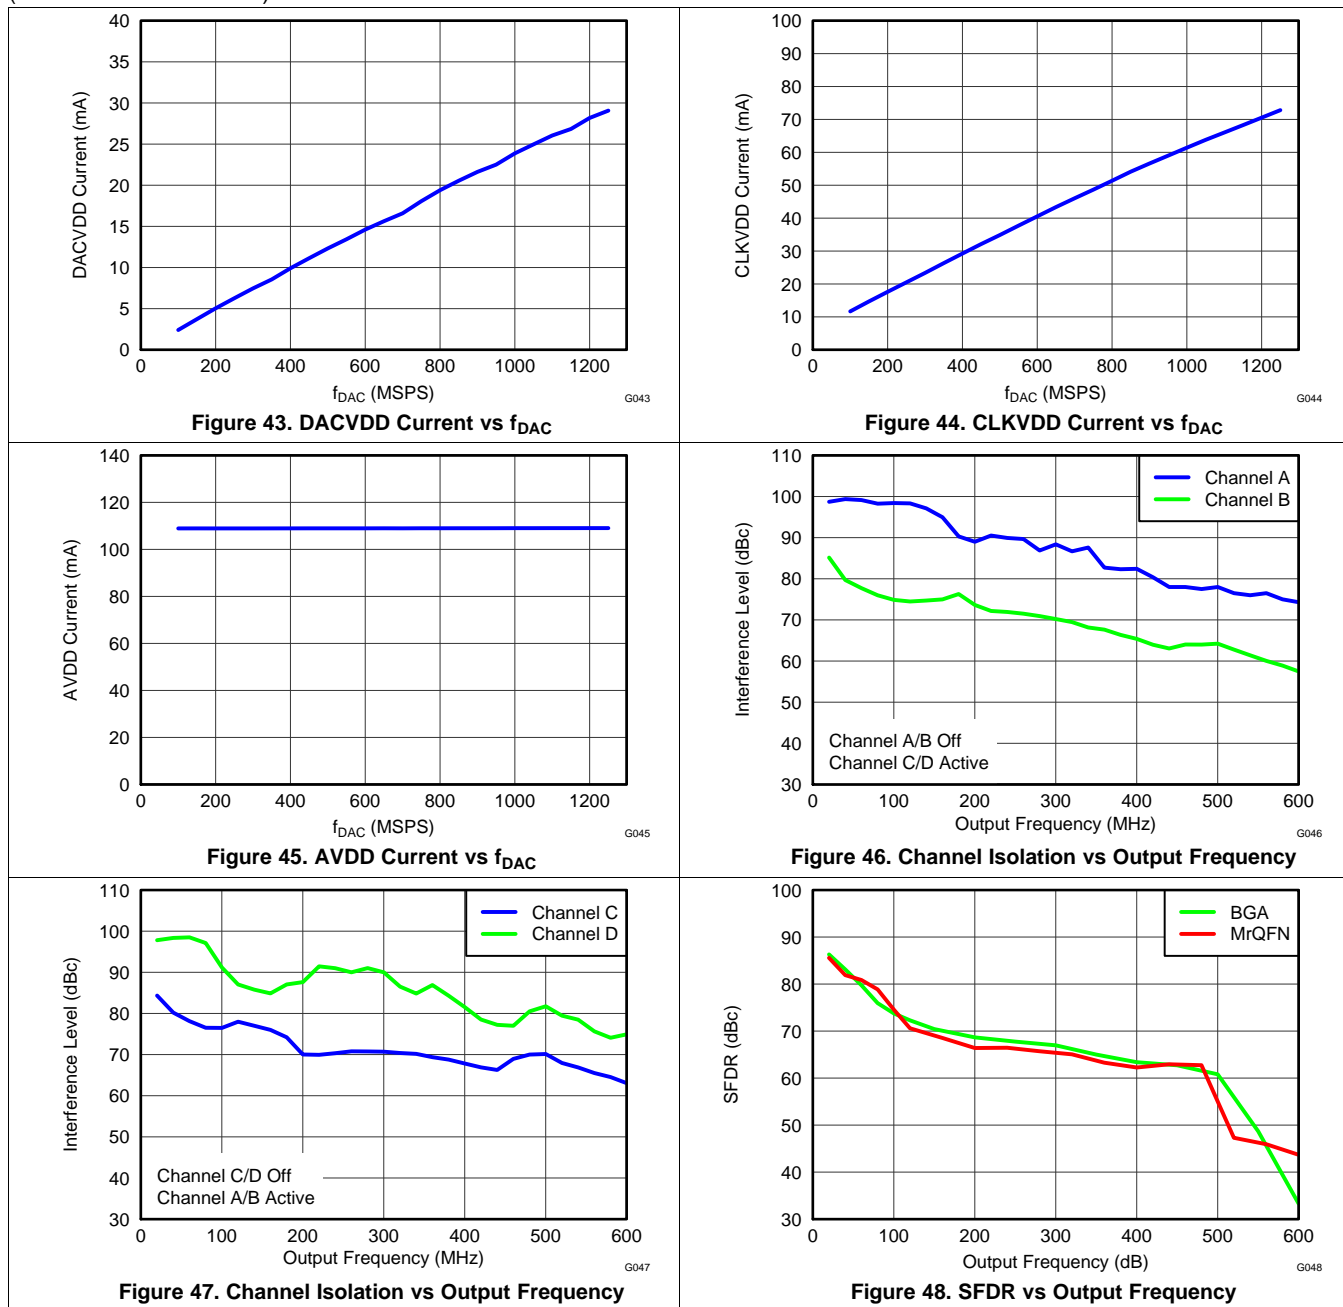 40
35
30
25
20
15
10
5
0
DACVDD Current (mA)
0 200 400 600 800 1000 1200
fDAC (MSPS)
G043
Figure 43. DACVDD Current vs fDAC
100
90
80
70
60
50
40
30
20
10
0
CLKVDD Current (mA)
0 200 400 600 800 1000 1200
fDAC (MSPS)
G044
Figure 44. CLKVDD Current vs fDAC
140
120
100
80
60
40
20
0
AVDD Current (mA)
0 200 400 600 800 1000 1200
fDAC (MSPS)
G045
Figure 45. AVDD Current vs fDAC
110
100
90
80
70
60
50
40
30
Interference Level (dBc)
Channel A
Channel B
Channel A/B Off
Channel C/D Active
0 100 200 300 400 500 600
Output Frequency (MHz)
G046
Figure 46. Channel Isolation vs Output Frequency
110
100
90
80
70
60
50
40
30
Interference Level (dBc)
Channel C
Channel D
Channel C/D Off
Channel A/B Active
0 100 200 300 400 500 600
Output Frequency (MHz)
G047
Figure 47. Channel Isolation vs Output Frequency
100
90
80
70
60
50
40
30
SFDR (dBc)
BGA
MrQFN
0 100 200 300 400 500 600
Output Frequency (dB)
G048
Figure 48. SFDR vs Output Frequency